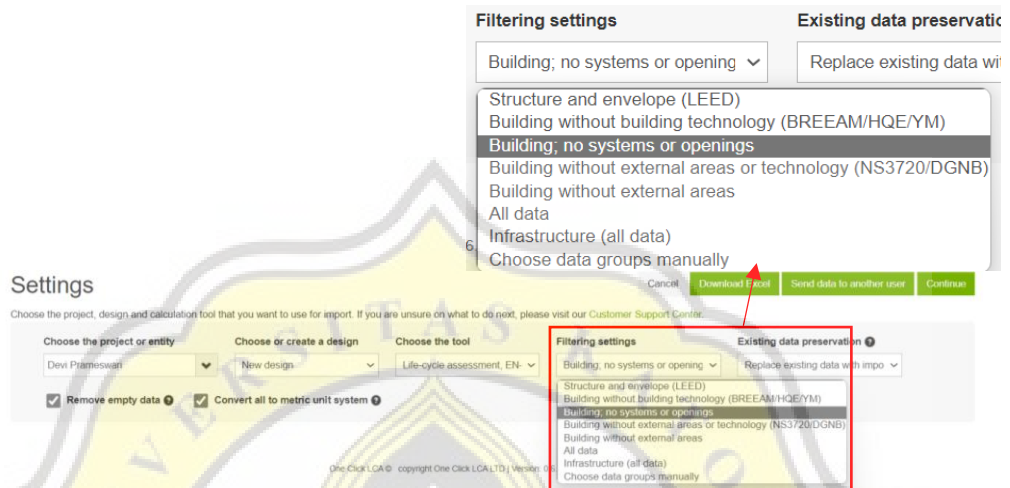 Filtering settings Existing data preservatic
Building; no systems or opening Replace existing data wit
Structure and envelope (LEED)
Building without building technology (BREEAM/HQE/YM)
Building; no systems or openings
Building without external areas or technology (NS3720/DGNB)
Building without external areas
All data
6 Infrastructure (all data)
Choose data groups manually
Settings
Cancel Download Excel Send data to another user Continue
Choose the project, design and calculation tool that you want to use for import. If you are unsure on what to do next, please visit our Customer Support Center.
Choose the project or entity Choose or create a design Choose the tool Filtering settings Existing data preservation
Devi Prameswari New design Life-cycle assessment, EN- Building; no systems or opening Replace existing data with impo
Remove empty data Convert all to metric unit system
Structure and envelope (LEED)
Building without building technology (BREEAM/HQE/YM)
Building; no systems or openings
Building without external areas or technology (NS3720/DGNB)
Building without external areas
All data
Infrastructure (all data)
Choose data groups manually
One Click LCA © copyright One Click LCA LTD | Version: 0.6
VERSITAS KATO